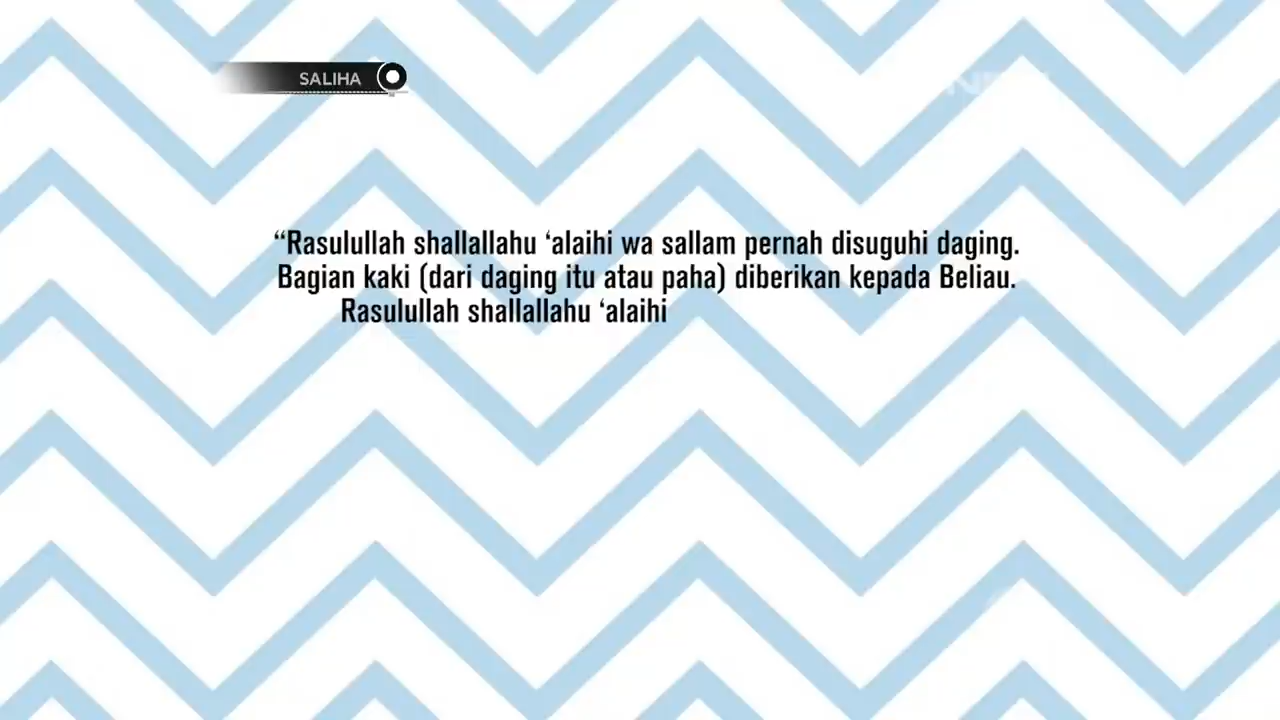 SALIHA
“Rasulullah shallallahu ‘alaihi wa sallam pernah disuguhi daging.
Bagian kaki (dari daging itu atau paha) diberikan kepada Beliau.
Rasulullah shallallahu ‘alaihi